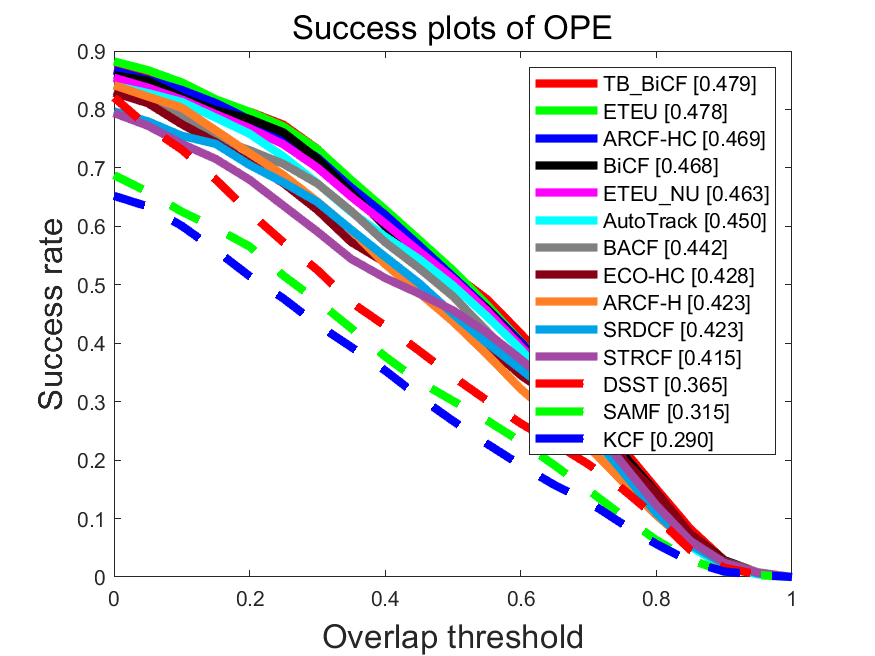 Success plots of OPE
Success rate
0.9
0.8
0.7
0.6
0.5
0.4
0.3
0.2
0.1
0
TB_BiCF [0.479]
ETEU [0.478]
ARCF-HC [0.469]
BiCF [0.468]
ETEU_NU [0.463]
AutoTrack [0.450]
BACF [0.442]
ECO-HC [0.428]
ARCF-H [0.423]
SRDCF [0.423]
STRCF [0.415]
DSST [0.365]
SAMF [0.315]
KCF [0.290]
0 0.2 0.4 0.6 0.8 1
Overlap threshold